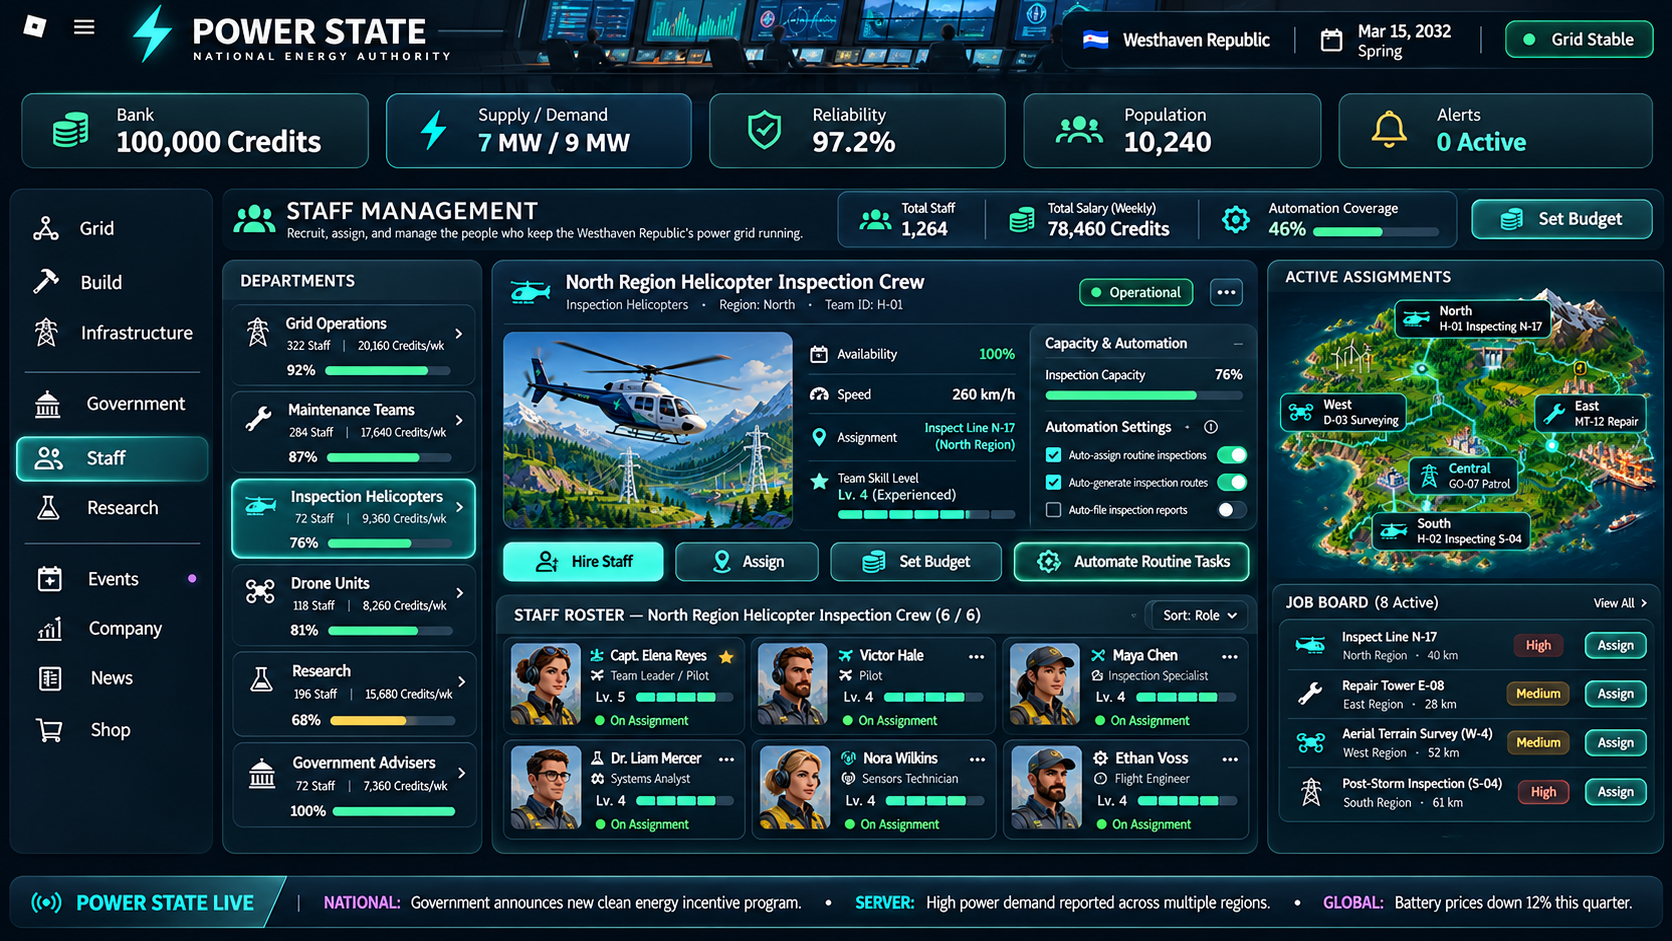 POWER STATE
NATIONAL ENERGY AUTHORITY
Westhaven Republic
Mar 15, 2032
Spring
Grid Stable
Bank
100,000 Credits
Supply / Demand
7 MW / 9 MW
Reliability
97.2%
Population
10,240
Alerts
0 Active
Grid
Build
Infrastructure
Government
Staff
Research
Events
Company
News
Shop
STAFF MANAGEMENT
Recruit, assign, and manage the people who keep the Westhaven Republic's power grid running.
Total Staff
1,264
Total Salary (Weekly)
78,460 Credits
Automation Coverage
46%
Set Budget
DEPARTMENTS
Grid Operations
322 Staff | 20,160 Credits/wk
92%
Maintenance Teams
284 Staff | 17,640 Credits/wk
87%
Inspection Helicopters
72 Staff | 9,360 Credits/wk
76%
Drone Units
118 Staff | 8,260 Credits/wk
81%
Research
196 Staff | 15,680 Credits/wk
68%
Government Advisers
72 Staff | 7,360 Credits/wk
100%
North Region Helicopter Inspection Crew
Inspection Helicopters • Region: North • Team ID: H-01
Operational
Availability 100%
Speed 260 km/h
Assignment Inspect Line N-17
(North Region)
Team Skill Level
Lv. 4 (Experienced)
Capacity & Automation
Inspection Capacity 76%
Automation Settings
Auto-assign routine inspections
Auto-generate inspection routes
Auto-file inspection reports
Hire Staff
Assign
Set Budget
Automate Routine Tasks
STAFF ROSTER — North Region Helicopter Inspection Crew (6 / 6)
Sort: Role
Capt. Elena Reyes
Team Leader / Pilot
Lv. 5
On Assignment
Victor Hale
Pilot
Lv. 4
On Assignment
Maya Chen
Inspection Specialist
Lv. 4
On Assignment
Dr. Liam Mercer
Systems Analyst
Lv. 4
On Assignment
Nora Wilkins
Sensors Technician
Lv. 4
On Assignment
Ethan Voss
Flight Engineer
Lv. 4
On Assignment
ACTIVE ASSIGMMENTS
North
H-01 Inspecting N-17
West
D-03 Surveying
East
MT-12 Repair
Central
GO-07 Patrol
South
H-02 Inspecting S-04
JOB BOARD (8 Active)
View All
Inspect Line N-17
North Region • 40 km
High
Assign
Repair Tower E-08
East Region • 28 km
Medium
Assign
Aerial Terrain Survey (W-4)
West Region • 52 km
Medium
Assign
Post-Storm Inspection (S-04)
South Region • 61 km
High
Assign
POWER STATE LIVE
NATIONAL: Government announces new clean energy incentive program. • SERVER: High power demand reported across multiple regions. • GLOBAL: Battery prices down 12% this quarter.